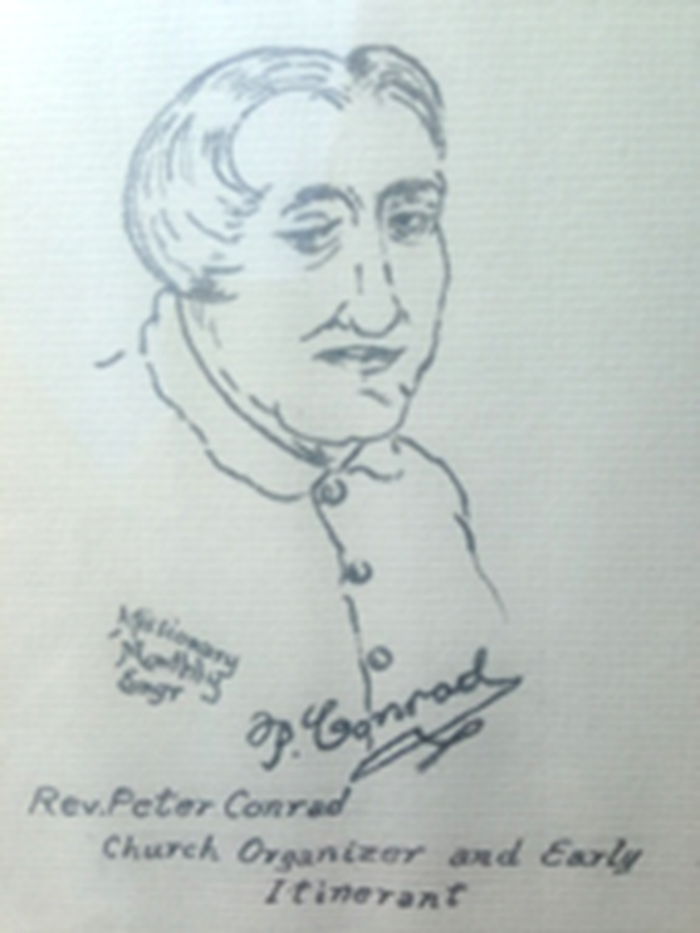 Missionary
Monthly
Engr
P. Conrad
Rev. Peter Conrad
Church Organizer and Early
Itinerant